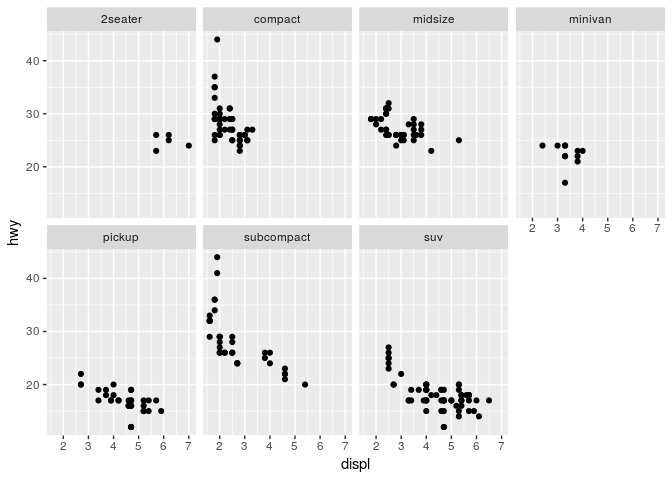 2seater compact midsize minivan
40
30
20
2 3 4 5 6 7
hwy
pickup subcompact suv
40
30
20
2 3 4 5 6 7 2 3 4 5 6 7 2 3 4 5 6 7
displ